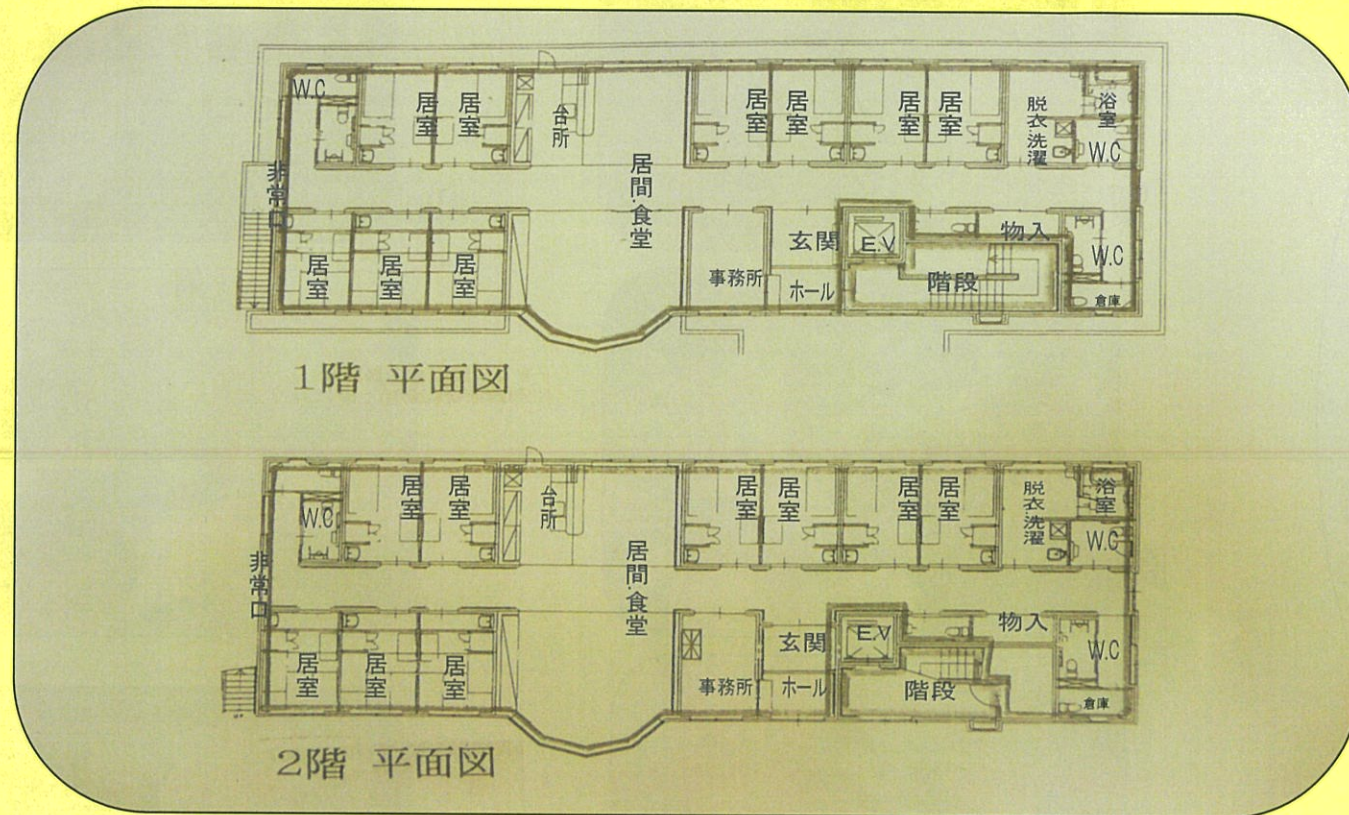 W.C
居室
居室
台所
居間・食堂
居室
居室
居室
居室
脱衣・洗濯
浴室
W.C
非常口
居室
居室
居室
事務所
玄関
ホール
E.V
階段
物入
W.C
倉庫
1階 平面図
W.C
居室
居室
台所
居間・食堂
居室
居室
居室
居室
脱衣・洗濯
浴室
W.C
非常口
居室
居室
居室
事務所
玄関
ホール
E.V
階段
物入
W.C
倉庫
2階 平面図